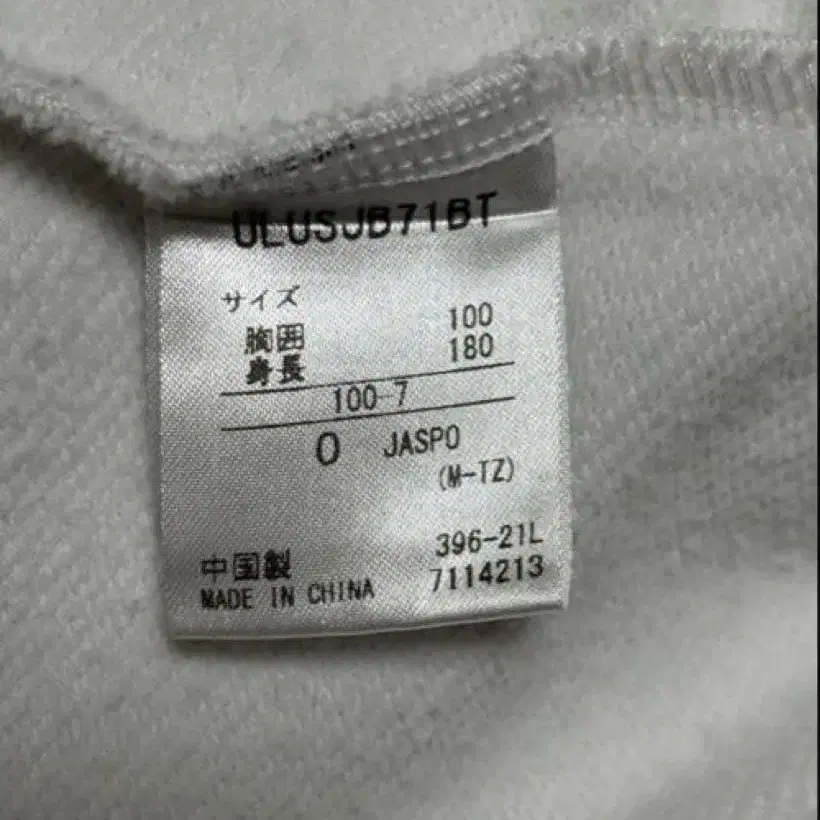 ULUSJB71BT
サイズ
胸囲 100
身長 180
100-7
O JASPO
(M-TZ)
396-21L
中国製 7114213
MADE IN CHINA